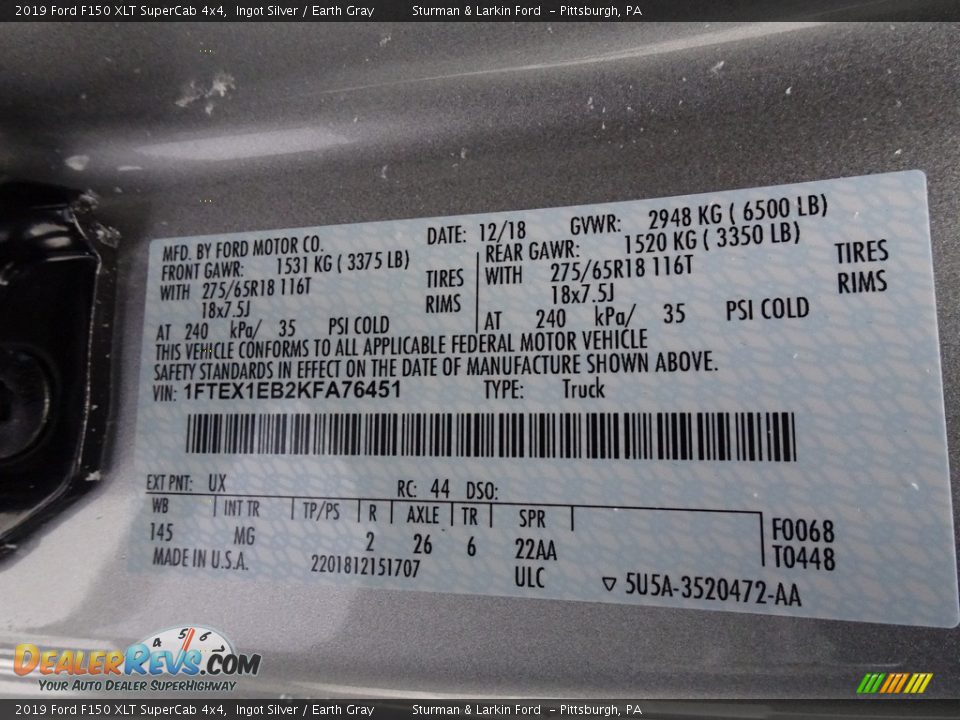 2019 Ford F150 XLT SuperCab 4x4,  Ingot Silver / Earth Gray    Sturman & Larkin Ford  - Pittsburgh, PA
MFD. BY FORD MOTOR CO.    DATE: 12/18    GVWR: 2948 KG ( 6500 LB)
FRONT GAWR: 1531 KG ( 3375 LB)    REAR GAWR: 1520 KG ( 3350 LB)
WITH 275/65R18 116T TIRES    WITH 275/65R18 116T TIRES
18x7.5J RIMS    18x7.5J RIMS
AT 240 kPa/ 35 PSI COLD    AT 240 kPa/ 35 PSI COLD
THIS VEHICLE CONFORMS TO ALL APPLICABLE FEDERAL MOTOR VEHICLE
SAFETY STANDARDS IN EFFECT ON THE DATE OF MANUFACTURE SHOWN ABOVE.
VIN: 1FTEX1EB2KFA76451    TYPE: Truck
EXT PNT: UX    RC: 44 DSO:
WB | INT TR | TP/PS | R | AXLE | TR | SPR
145 MG 2 26 6 22AA
F0068
T0448
MADE IN U.S.A.    2201812151707    ULC    ▽ 5U5A-3520472-AA
4 5 6
DEALERREVS.COM
YOUR AUTO DEALER SUPERHIGHWAY
2019 Ford F150 XLT SuperCab 4x4,  Ingot Silver / Earth Gray    Sturman & Larkin Ford  - Pittsburgh, PA